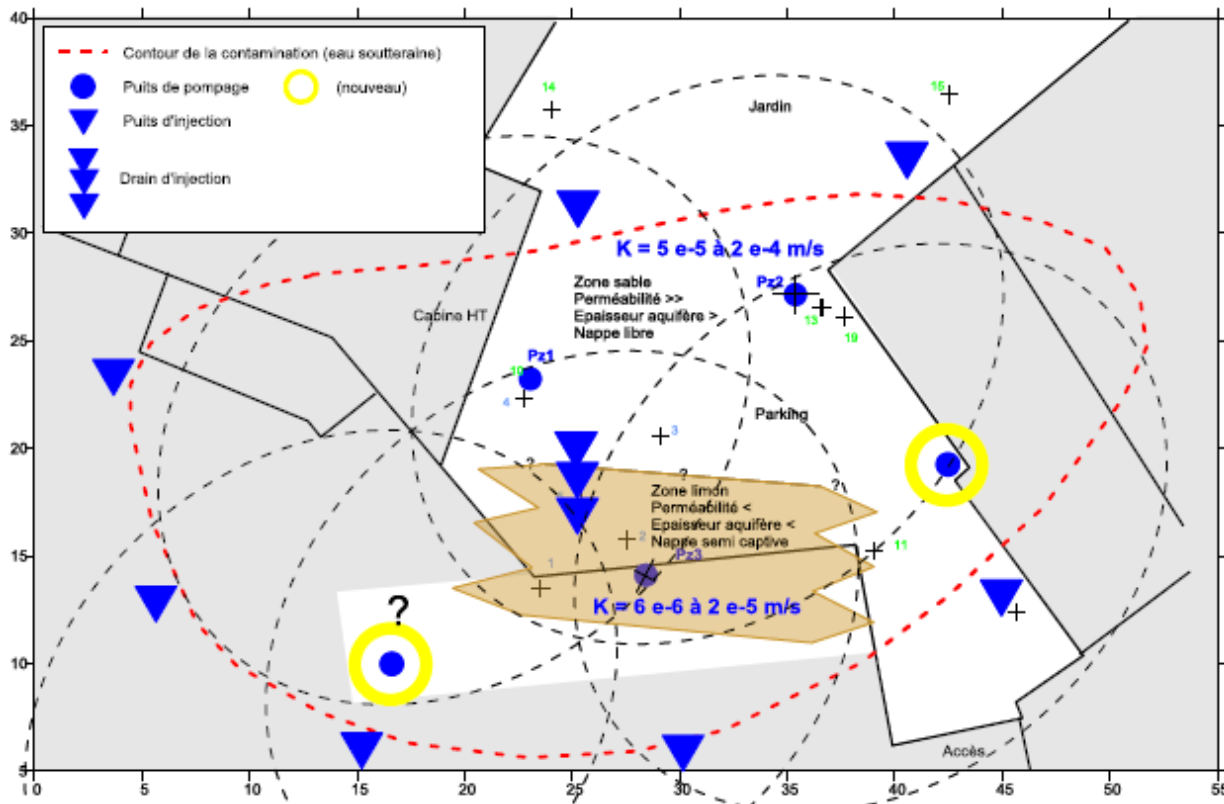 40
35
30
25
20
15
10
5
Contour de la contamination (eau soutteraine)
Puits de pompage
(nouveau)
Puits d'injection
Drain d'injection
14
15
Jardin
K = 5 e-5 à 2 e-4 m/s
Zone sable
Perméabilité >>
Epaisseur aquifère >
Nappe libre
Pz2
13
19
Cabine HT
Pz1
4
3
Parking
?
?
?
Zone limon
Perméabilité <
Epaisseur aquifère <
Nappe semi captive
2
1
Pz3
11
K = 6 e-6 à 2 e-5 m/s
?
Accès
0
5
10
15
20
25
30
35
40
45
50
55